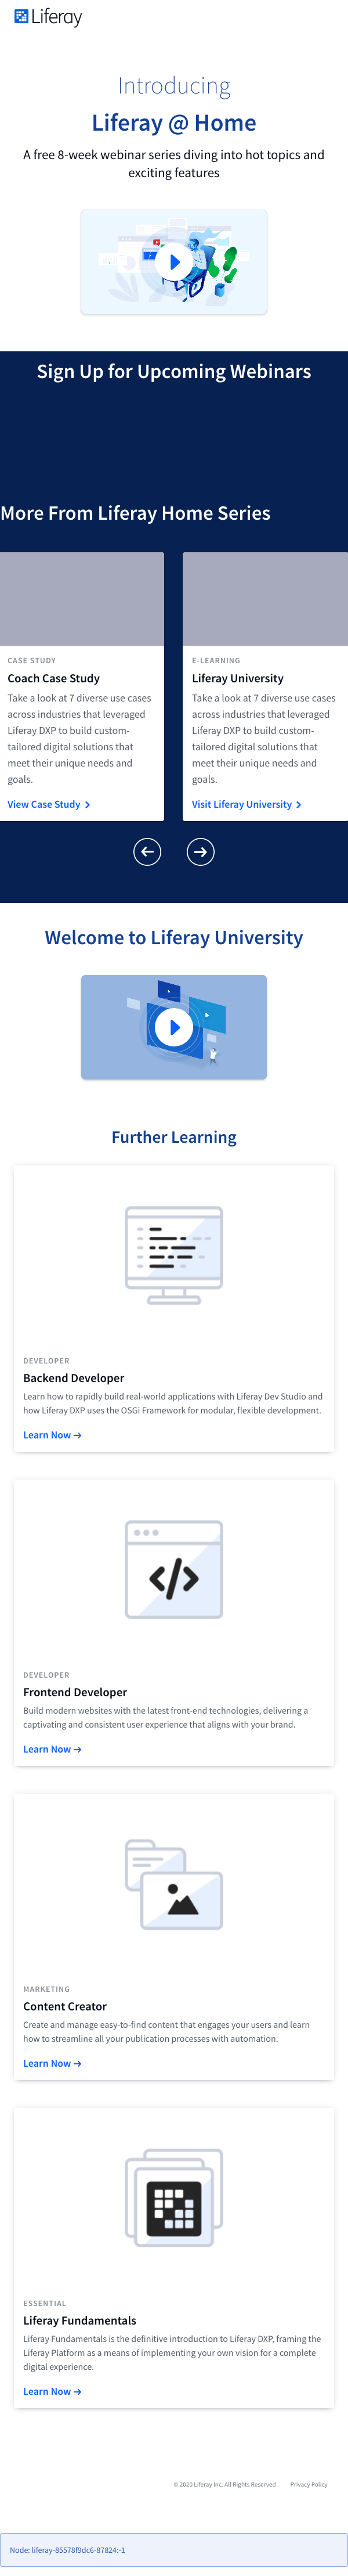 Liferay
Introducing
Liferay @ Home
A free 8-week webinar series diving into hot topics and
exciting features
Sign Up for Upcoming Webinars
More From Liferay Home Series
CASE STUDY
Coach Case Study
Take a look at 7 diverse use cases
across industries that leveraged
Liferay DXP to build custom-
tailored digital solutions that
meet their unique needs and
goals.
View Case Study
E-LEARNING
Liferay University
Take a look at 7 diverse use cases
across industries that leveraged
Liferay DXP to build custom-
tailored digital solutions that
meet their unique needs and
goals.
Visit Liferay University
Welcome to Liferay University
Further Learning
DEVELOPER
Backend Developer
Learn how to rapidly build real-world applications with Liferay Dev Studio and
how Liferay DXP uses the OSGi Framework for modular, flexible development.
Learn Now →
DEVELOPER
Frontend Developer
Build modern websites with the latest front-end technologies, delivering a
captivating and consistent user experience that aligns with your brand.
Learn Now →
MARKETING
Content Creator
Create and manage easy-to-find content that engages your users and learn
how to streamline all your publication processes with automation.
Learn Now →
ESSENTIAL
Liferay Fundamentals
Liferay Fundamentals is the definitive introduction to Liferay DXP, framing the
Liferay Platform as a means of implementing your own vision for a complete
digital experience.
Learn Now →
© 2020 Liferay Inc. All Rights Reserved Privacy Policy
Node: liferay-85578f9dc6-87824:-1